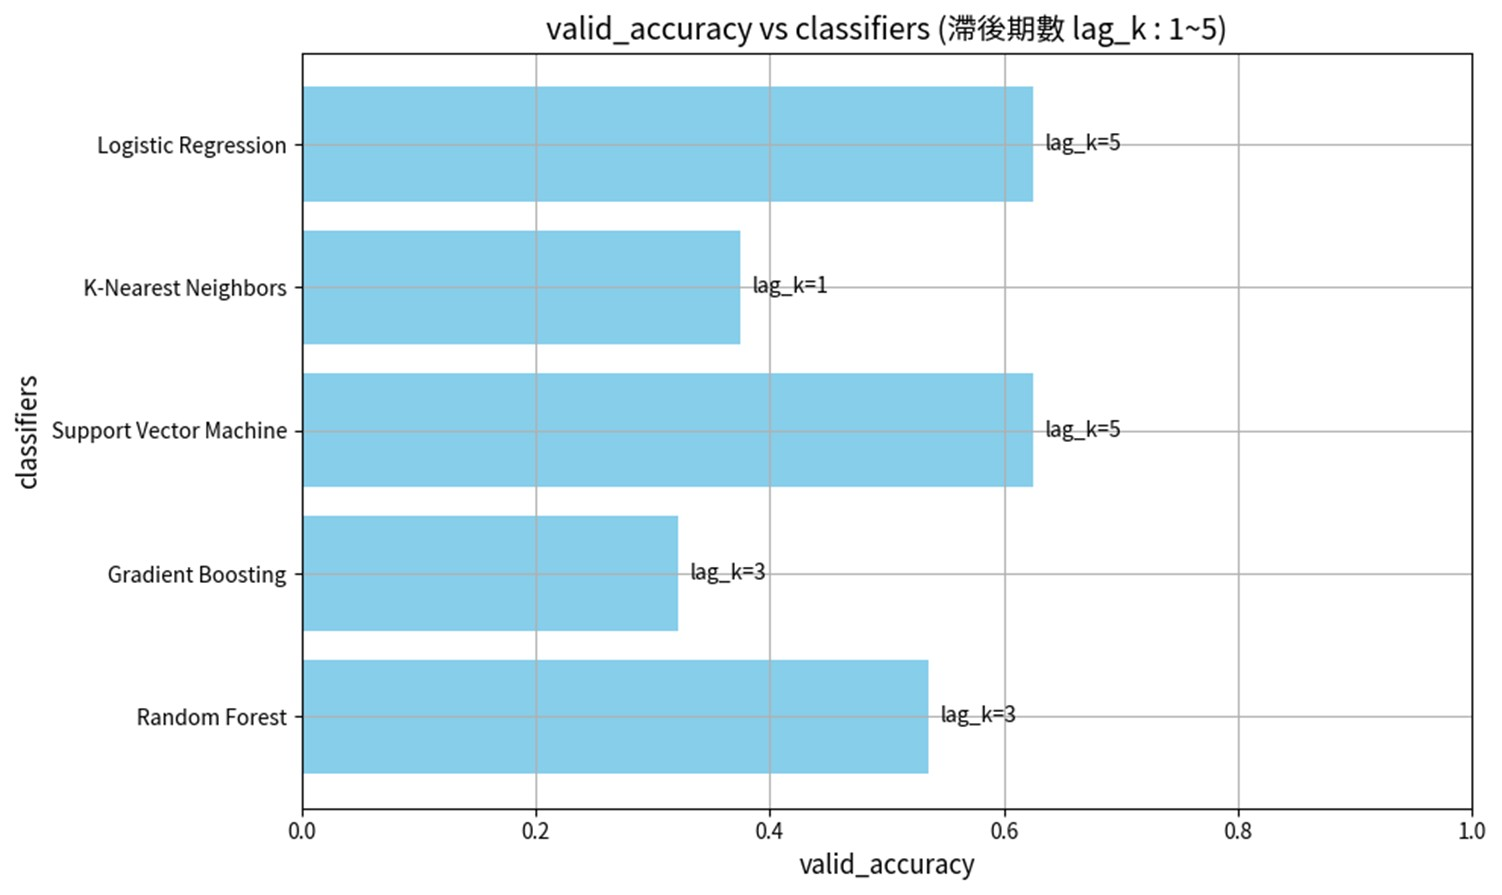 valid_accuracy vs classifiers (滯後期數 lag_k : 1~5)
classifiers
Logistic Regression
lag_k=5
K-Nearest Neighbors
lag_k=1
Support Vector Machine
lag_k=5
Gradient Boosting
lag_k=3
Random Forest
lag_k=3
0.0 0.2 0.4 0.6 0.8 1.0
valid_accuracy